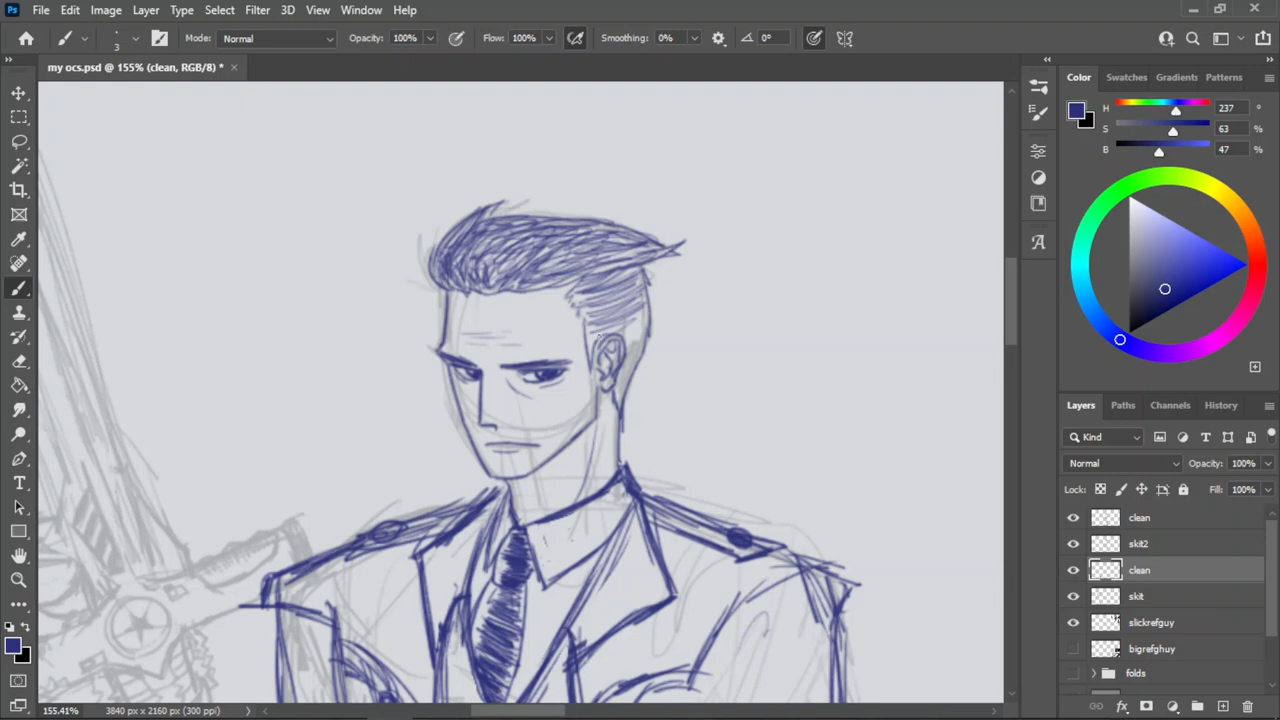 Ps File Edit Image Layer Type Select Filter 3D View Window Help
3 Mode: Normal Opacity: 100% Flow: 100% Smoothing: 0% 0°
my ocs.psd @ 155% (clean, RGB/8) * ×
Color Swatches Gradients Patterns
H 237 °
S 63 %
B 47 %
Layers Paths Channels History
Kind
Normal Opacity: 100%
Lock: Fill: 100%
clean
skit2
clean
skit
slickrefguy
bigrefghuy
folds
155.41% 3840 px x 2160 px (300 ppi)